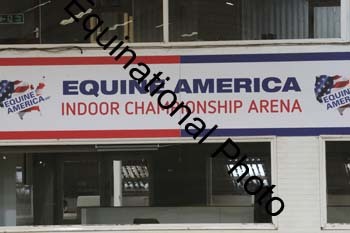 EQUINE AMERICA
INDOOR CHAMPIONSHIP ARENA
EQUINE
AMERICA
EQUINE
AMERICA
Equinational Photo